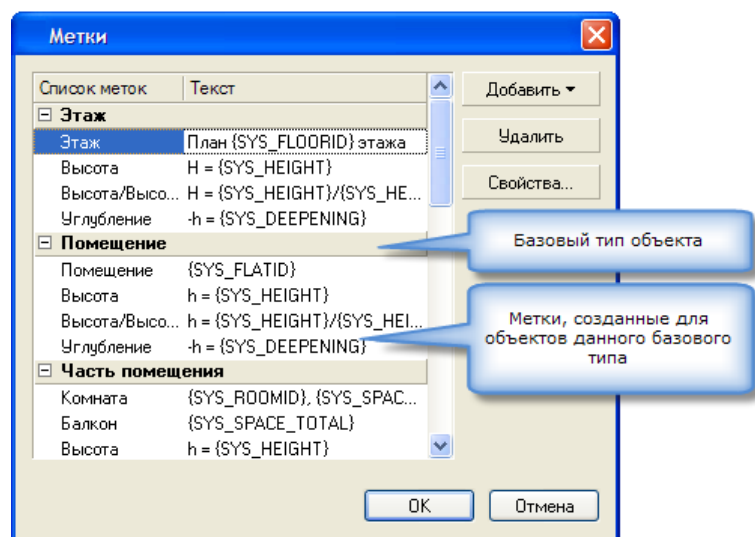 Метки
Список меток Текст
Добавить
Этаж
Этаж План {SYS_FLOORID} этажа
Удалить
Высота H = {SYS_HEIGHT}
Высота/Высо... H = {SYS_HEIGHT}/{SYS_HE...
Свойства...
Углубление -h = {SYS_DEEPENING}
Помещение
Базовый тип объекта
Помещение {SYS_FLATID}
Высота h = {SYS_HEIGHT}
Высота/Высо... h = {SYS_HEIGHT}/{SYS_HEI...
Углубление -h = {SYS_DEEPENING}
Метки, созданные для
объектов данного базового
типа
Часть помещения
Комната {SYS_ROOMID}, {SYS_SPAC...
Балкон {SYS_SPACE_TOTAL}
Высота h = {SYS_HEIGHT}
OK Отмена